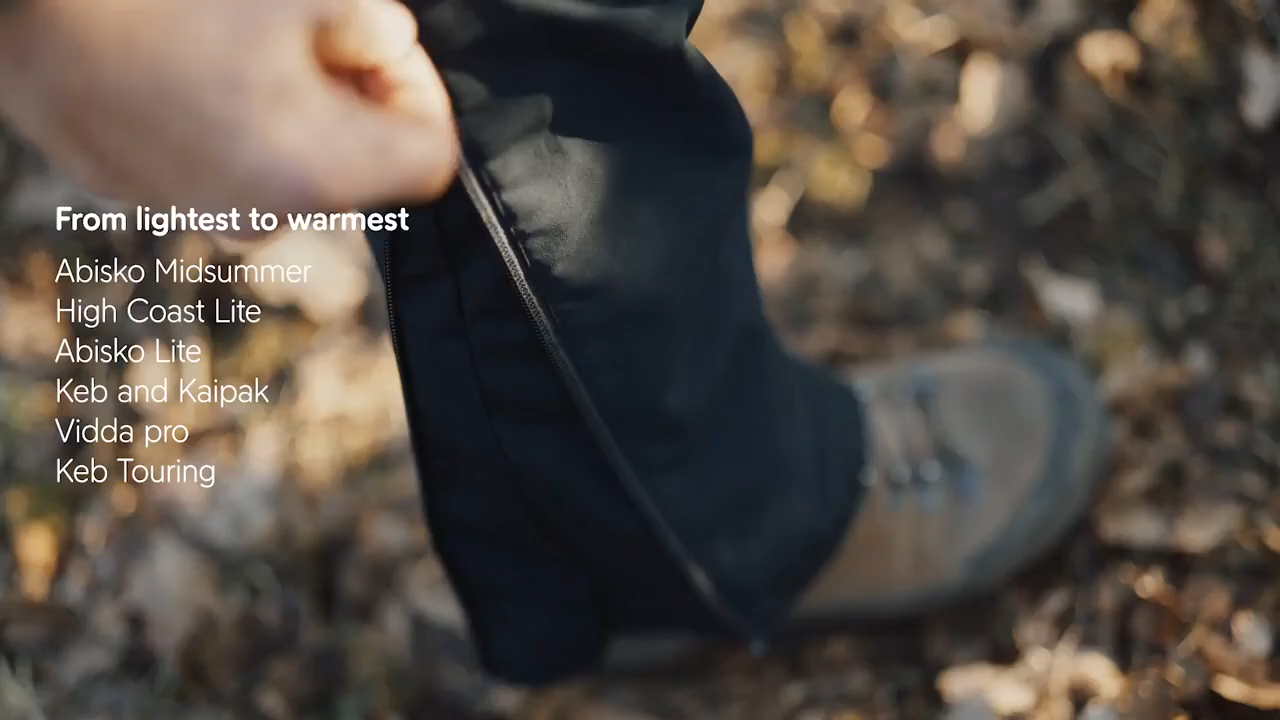 From lightest to warmest
Abisko Midsummer
High Coast Lite
Abisko Lite
Keb and Kaipak
Vidda pro
Keb Touring